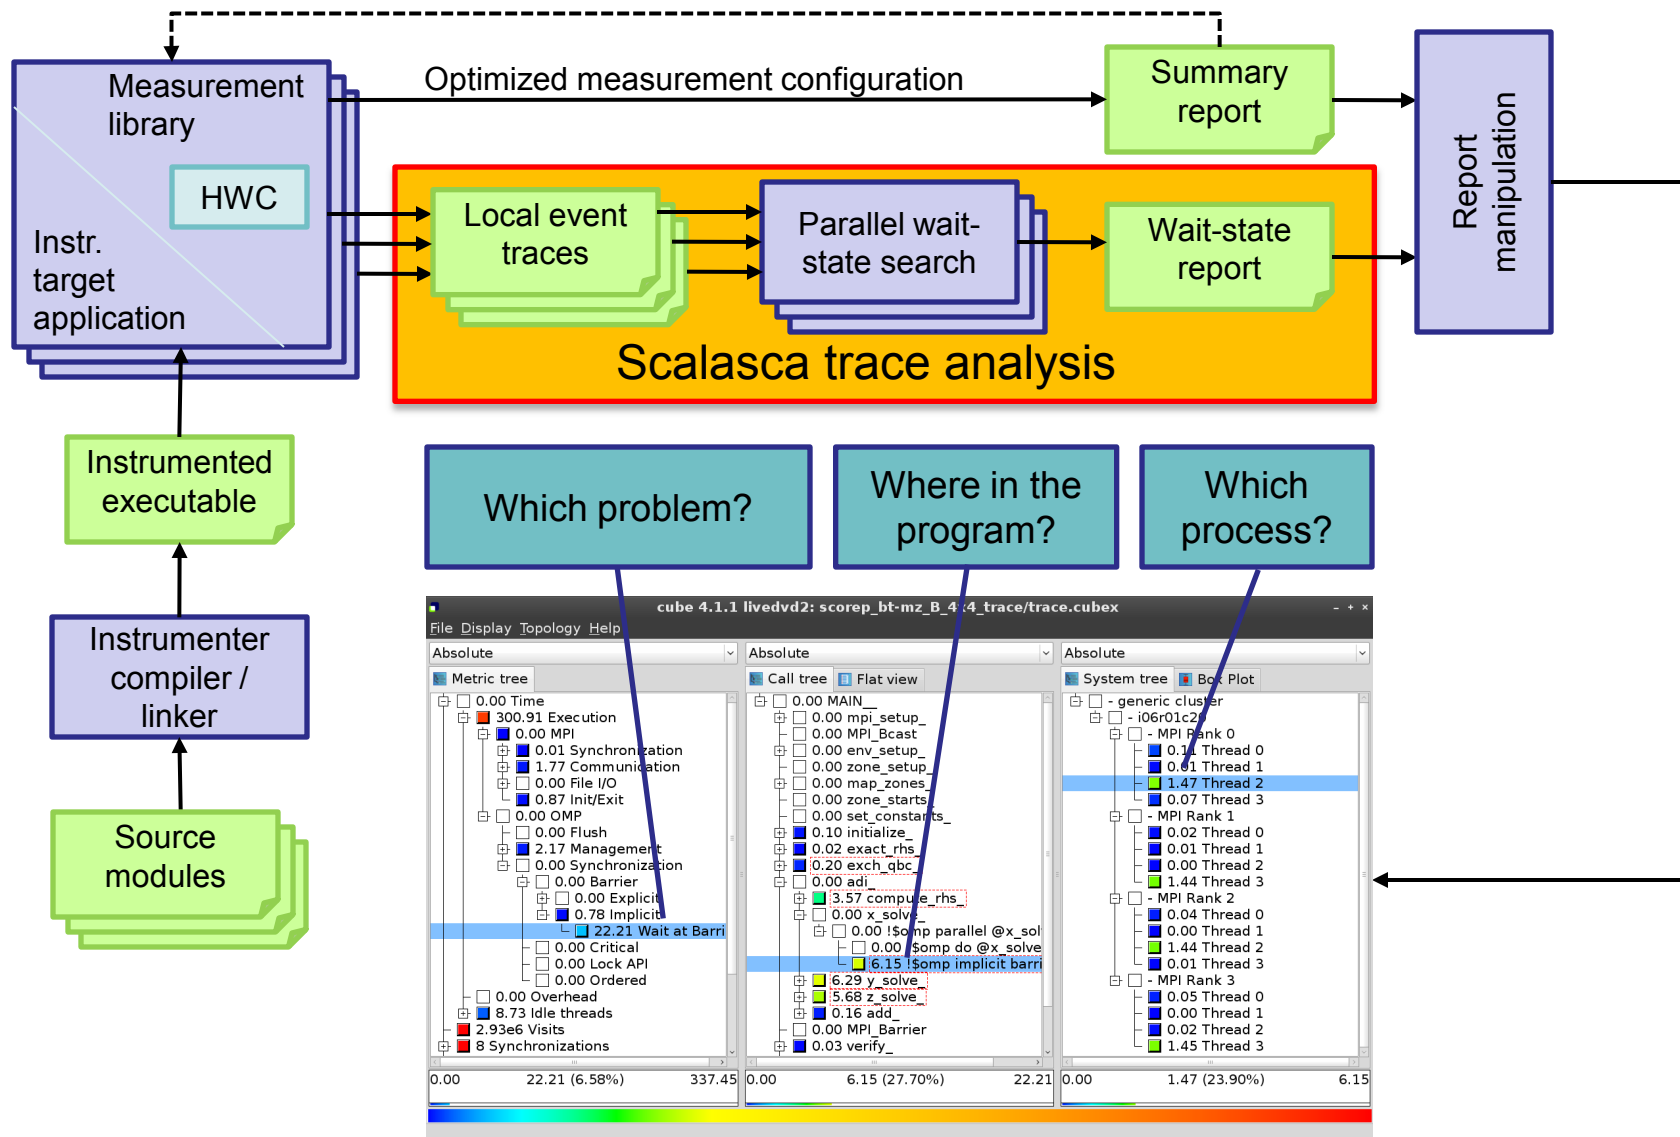 Measurement
library
HWC
Instr.
target
application
Optimized measurement configuration
Summary
report
Report
manipulation
Local event
traces
Parallel wait-
state search
Wait-state
report
Scalasca trace analysis
Instrumented
executable
Instrumenter
compiler /
linker
Source
modules
Which problem?
Where in the
program?
Which
process?
cube 4.1.1 livedvd2: scorep_bt-mz_B_4x4_trace/trace.cubex
File Display Topology Help
Absolute
Metric tree
0.00 Time
300.91 Execution
0.00 MPI
0.01 Synchronization
1.77 Communication
0.00 File I/O
0.87 Init/Exit
0.00 OMP
0.00 Flush
2.17 Management
0.00 Synchronization
0.00 Barrier
0.00 Explicit
0.78 Implicit
22.21 Wait at Barri
0.00 Critical
0.00 Lock API
0.00 Ordered
0.00 Overhead
8.73 Idle threads
2.93e6 Visits
8 Synchronizations
0.00 22.21 (6.58%) 337.45
Absolute
Call tree Flat view
0.00 MAIN__
0.00 mpi_setup_
0.00 MPI_Bcast
0.00 env_setup_
0.00 zone_setup_
0.00 map_zones_
0.00 zone_starts_
0.00 set_constants_
0.10 initialize_
0.02 exact_rhs_
0.20 exch_qbc_
0.00 adi_
3.57 compute_rhs_
0.00 x_solve_
0.00 !$omp parallel @x_sol
0.00 !$omp do @x_solve
6.15 !$omp implicit barri
6.29 y_solve_
5.68 z_solve_
0.16 add_
0.00 MPI_Barrier
0.03 verify_
0.00 6.15 (27.70%) 22.21
Absolute
System tree Box Plot
- generic cluster
- i06r01c20
- MPI Rank 0
0.11 Thread 0
0.01 Thread 1
1.47 Thread 2
0.07 Thread 3
- MPI Rank 1
0.02 Thread 0
0.01 Thread 1
0.00 Thread 2
1.44 Thread 3
- MPI Rank 2
0.04 Thread 0
0.00 Thread 1
1.44 Thread 2
0.01 Thread 3
- MPI Rank 3
0.05 Thread 0
0.00 Thread 1
0.02 Thread 2
1.45 Thread 3
0.00 1.47 (23.90%) 6.15